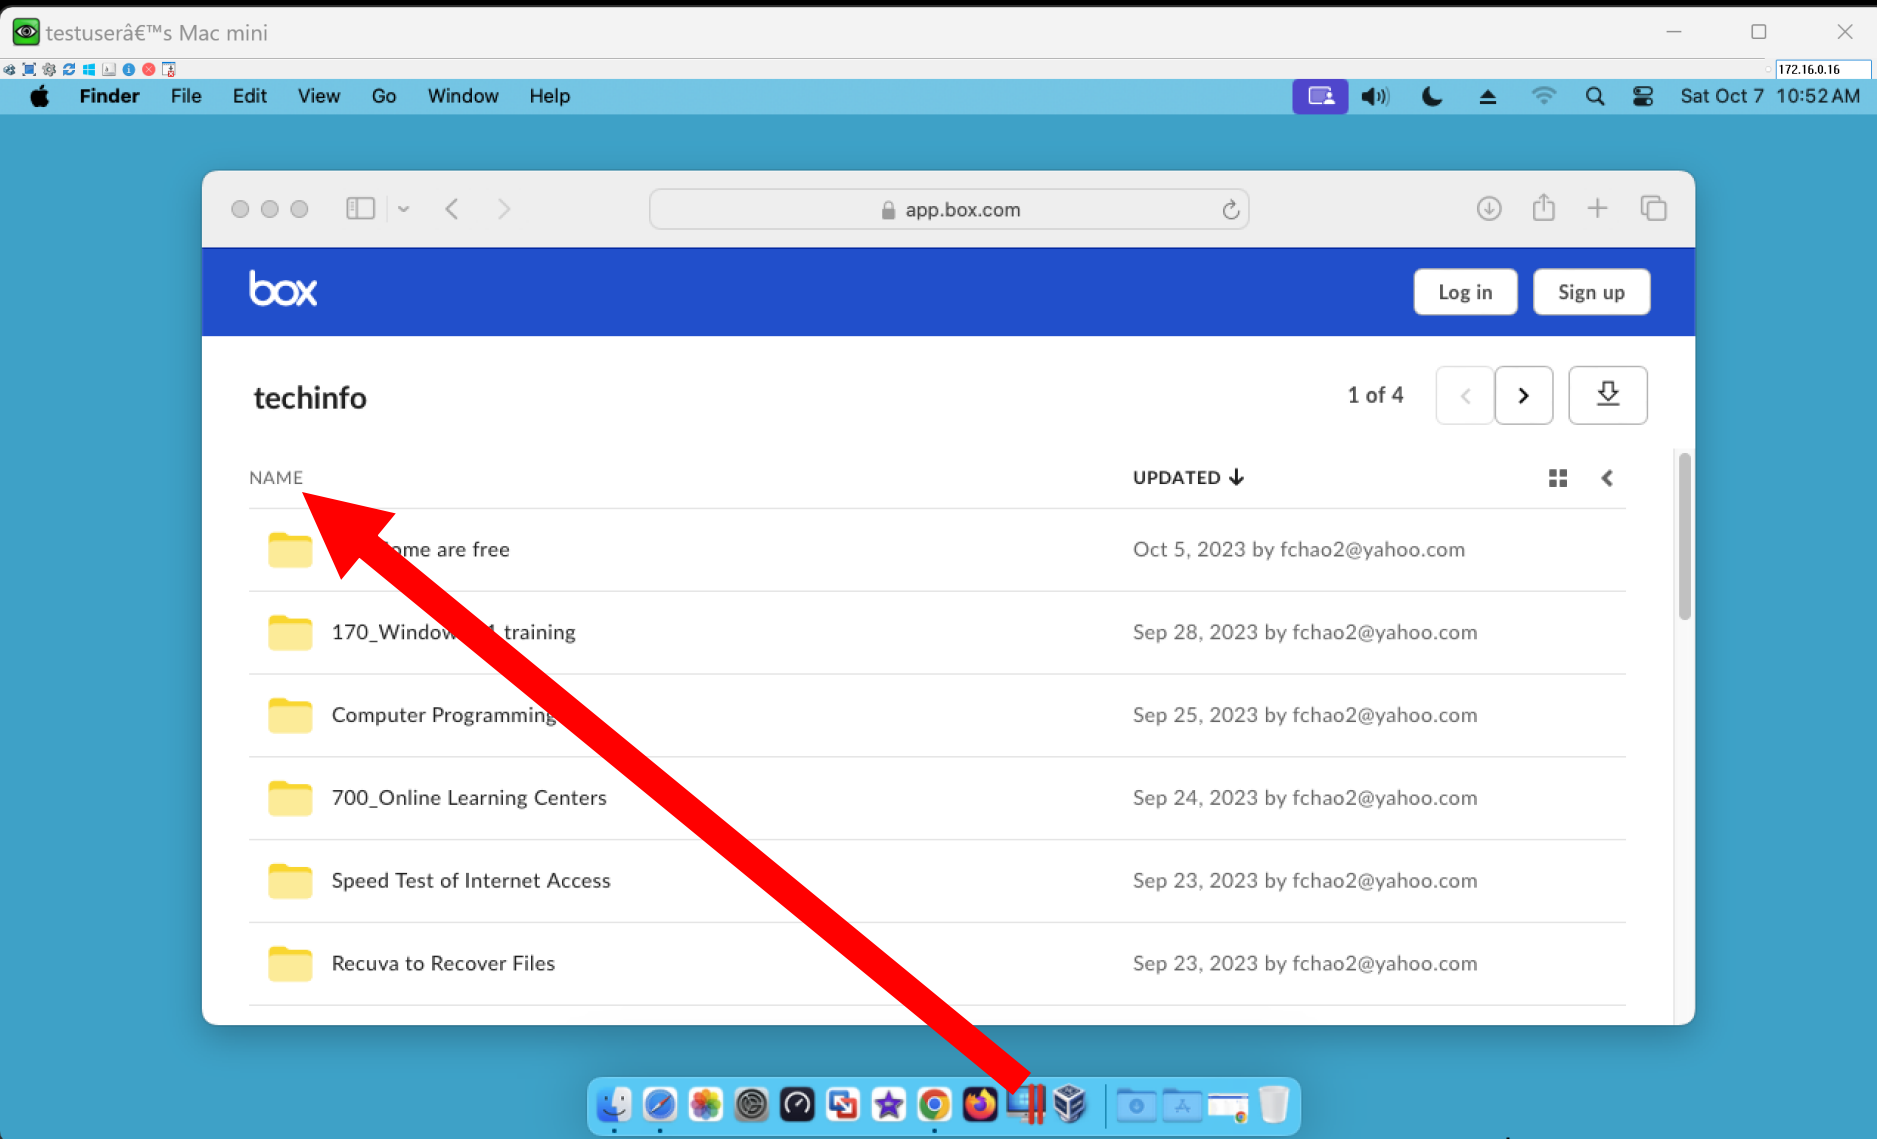 testuserâ€™s Mac mini
172.16.0.16
Finder File Edit View Go Window Help Sat Oct 7 10:52 AM
app.box.com
box Log in Sign up
techinfo 1 of 4
NAME UPDATED
are free Oct 5, 2023 by fchao2@yahoo.com
training Sep 28, 2023 by fchao2@yahoo.com
Computer Programming Sep 25, 2023 by fchao2@yahoo.com
700_Online Learning Centers Sep 24, 2023 by fchao2@yahoo.com
Speed Test of Internet Access Sep 23, 2023 by fchao2@yahoo.com
Recuva to Recover Files Sep 23, 2023 by fchao2@yahoo.com